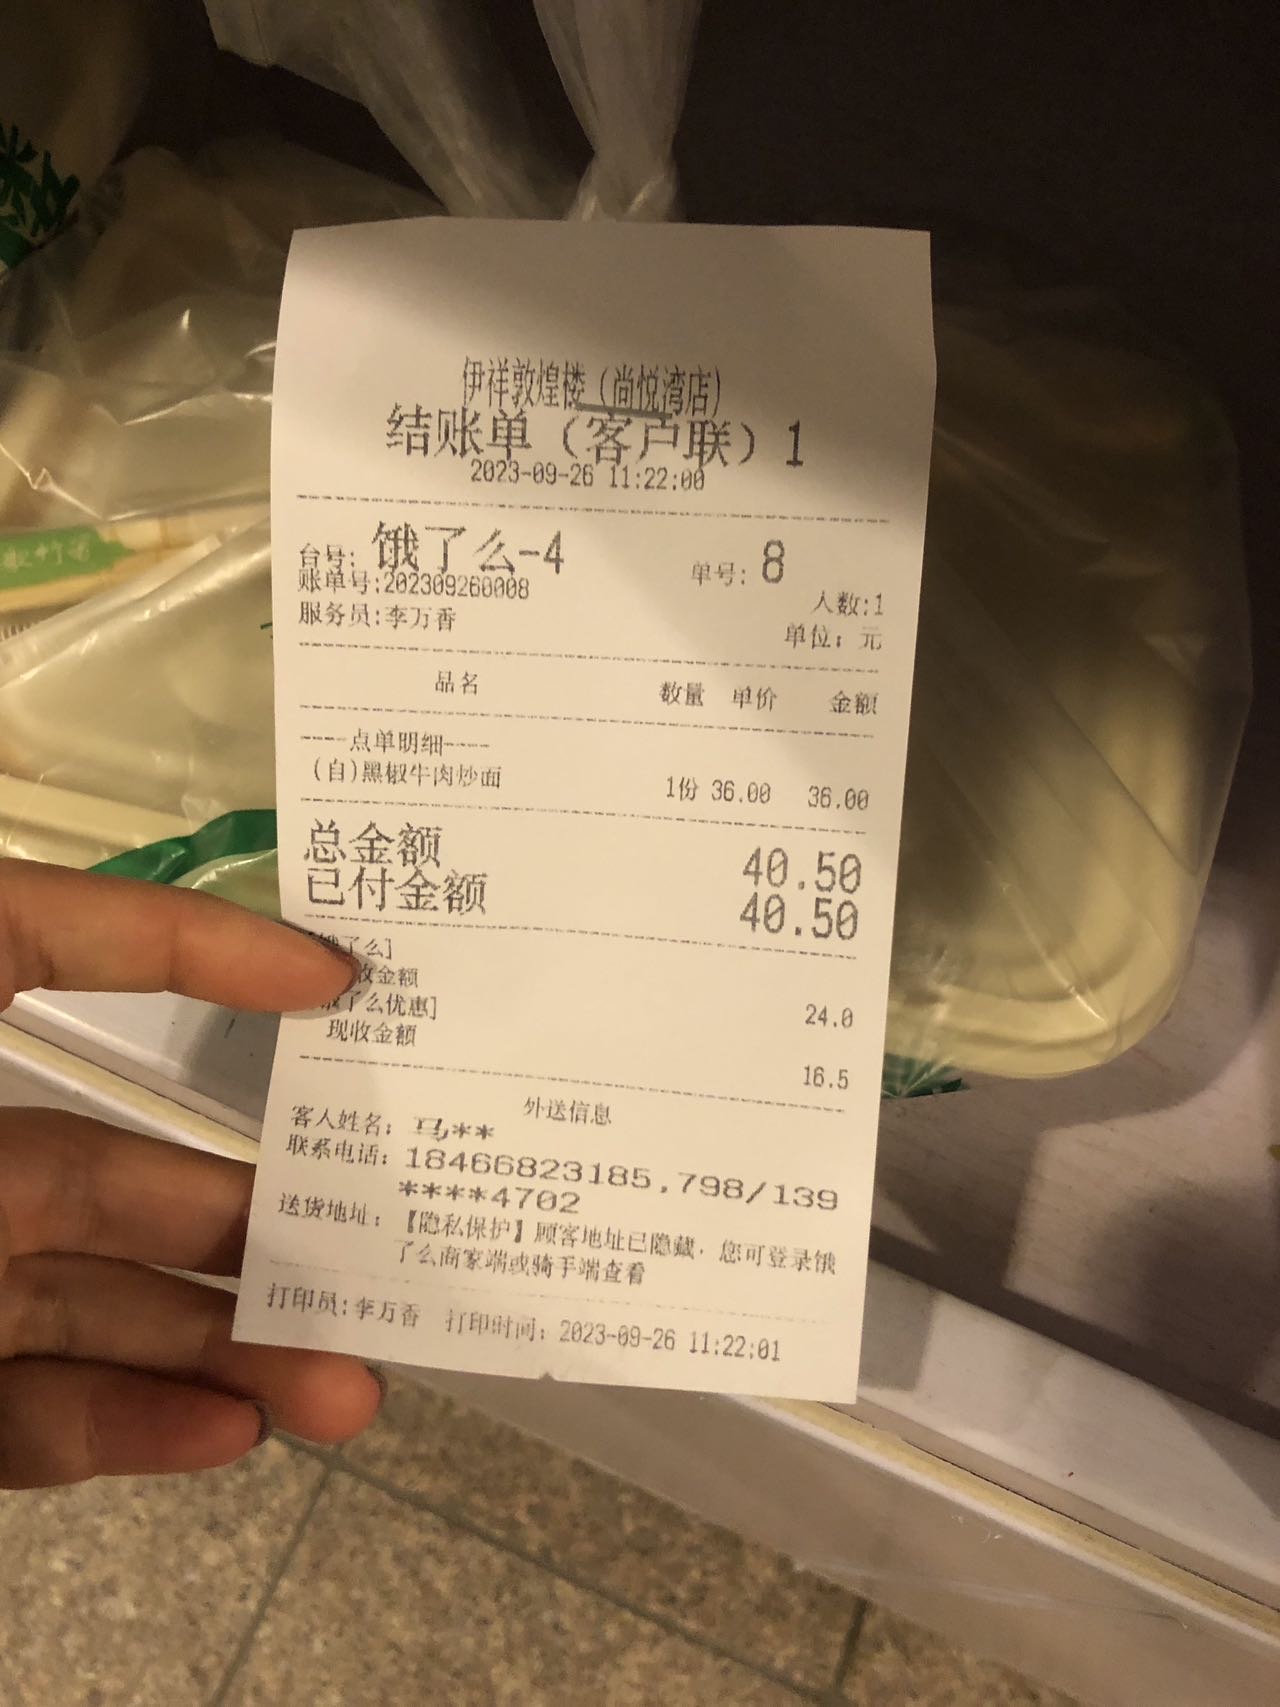 伊祥敦煌楼(尚悦湾店)
结账单(客户联)1
2023-09-26 11:22:00
台号: 饿了么-4 单号: 8
账单号:202309260008 人数:1
服务员:李万香 单位: 元
品名 数量 单价 金额
----点单明细----
(自)黑椒牛肉炒面 1份 36.00 36.00
总金额 40.50
已付金额 40.50
了么]
收金额 24.0
了么优惠]
现收金额 16.5
外送信息
客人姓名: 马**
联系电话: 18466823185,798/139
****4702
送货地址: 【隐私保护】顾客地址已隐藏,您可登录饿
了么商家端或骑手端查看
打印员:李万香 打印时间: 2023-09-26 11:22:01